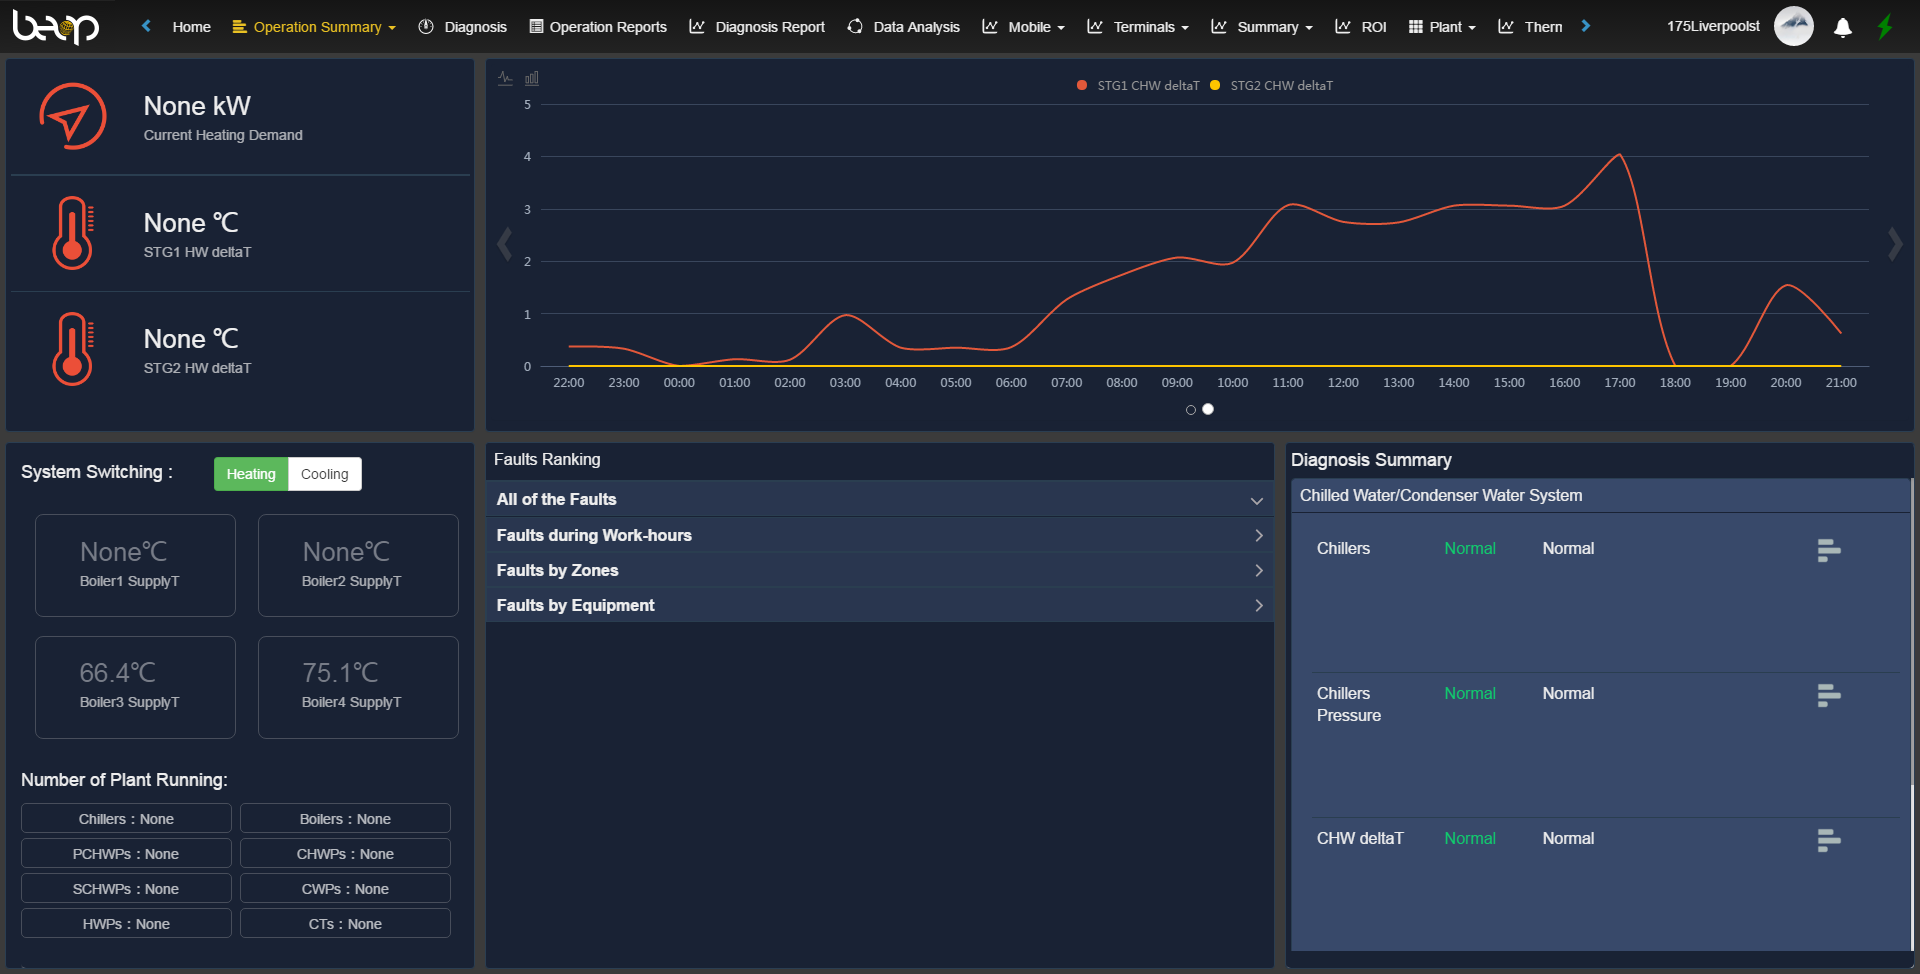 beop
Home
Operation Summary
Diagnosis
Operation Reports
Diagnosis Report
Data Analysis
Mobile
Terminals
Summary
ROI
Plant
Therm
175Liverpoolst
None kW
Current Heating Demand
None ℃
STG1 HW deltaT
None ℃
STG2 HW deltaT
STG1 CHW deltaT
STG2 CHW deltaT
5
4
3
2
1
0
22:00 23:00 00:00 01:00 02:00 03:00 04:00 05:00 06:00 07:00 08:00 09:00 10:00 11:00 12:00 13:00 14:00 15:00 16:00 17:00 18:00 19:00 20:00 21:00
System Switching :
Heating
Cooling
None℃
Boiler1 SupplyT
None℃
Boiler2 SupplyT
66.4℃
Boiler3 SupplyT
75.1℃
Boiler4 SupplyT
Number of Plant Running:
Chillers : None
Boilers : None
PCHWPs : None
CHWPs : None
SCHWPs : None
CWPs : None
HWPs : None
CTs : None
Faults Ranking
All of the Faults
Faults during Work-hours
Faults by Zones
Faults by Equipment
Diagnosis Summary
Chilled Water/Condenser Water System
Chillers Normal Normal
Chillers Normal Normal
Pressure
CHW deltaT Normal Normal